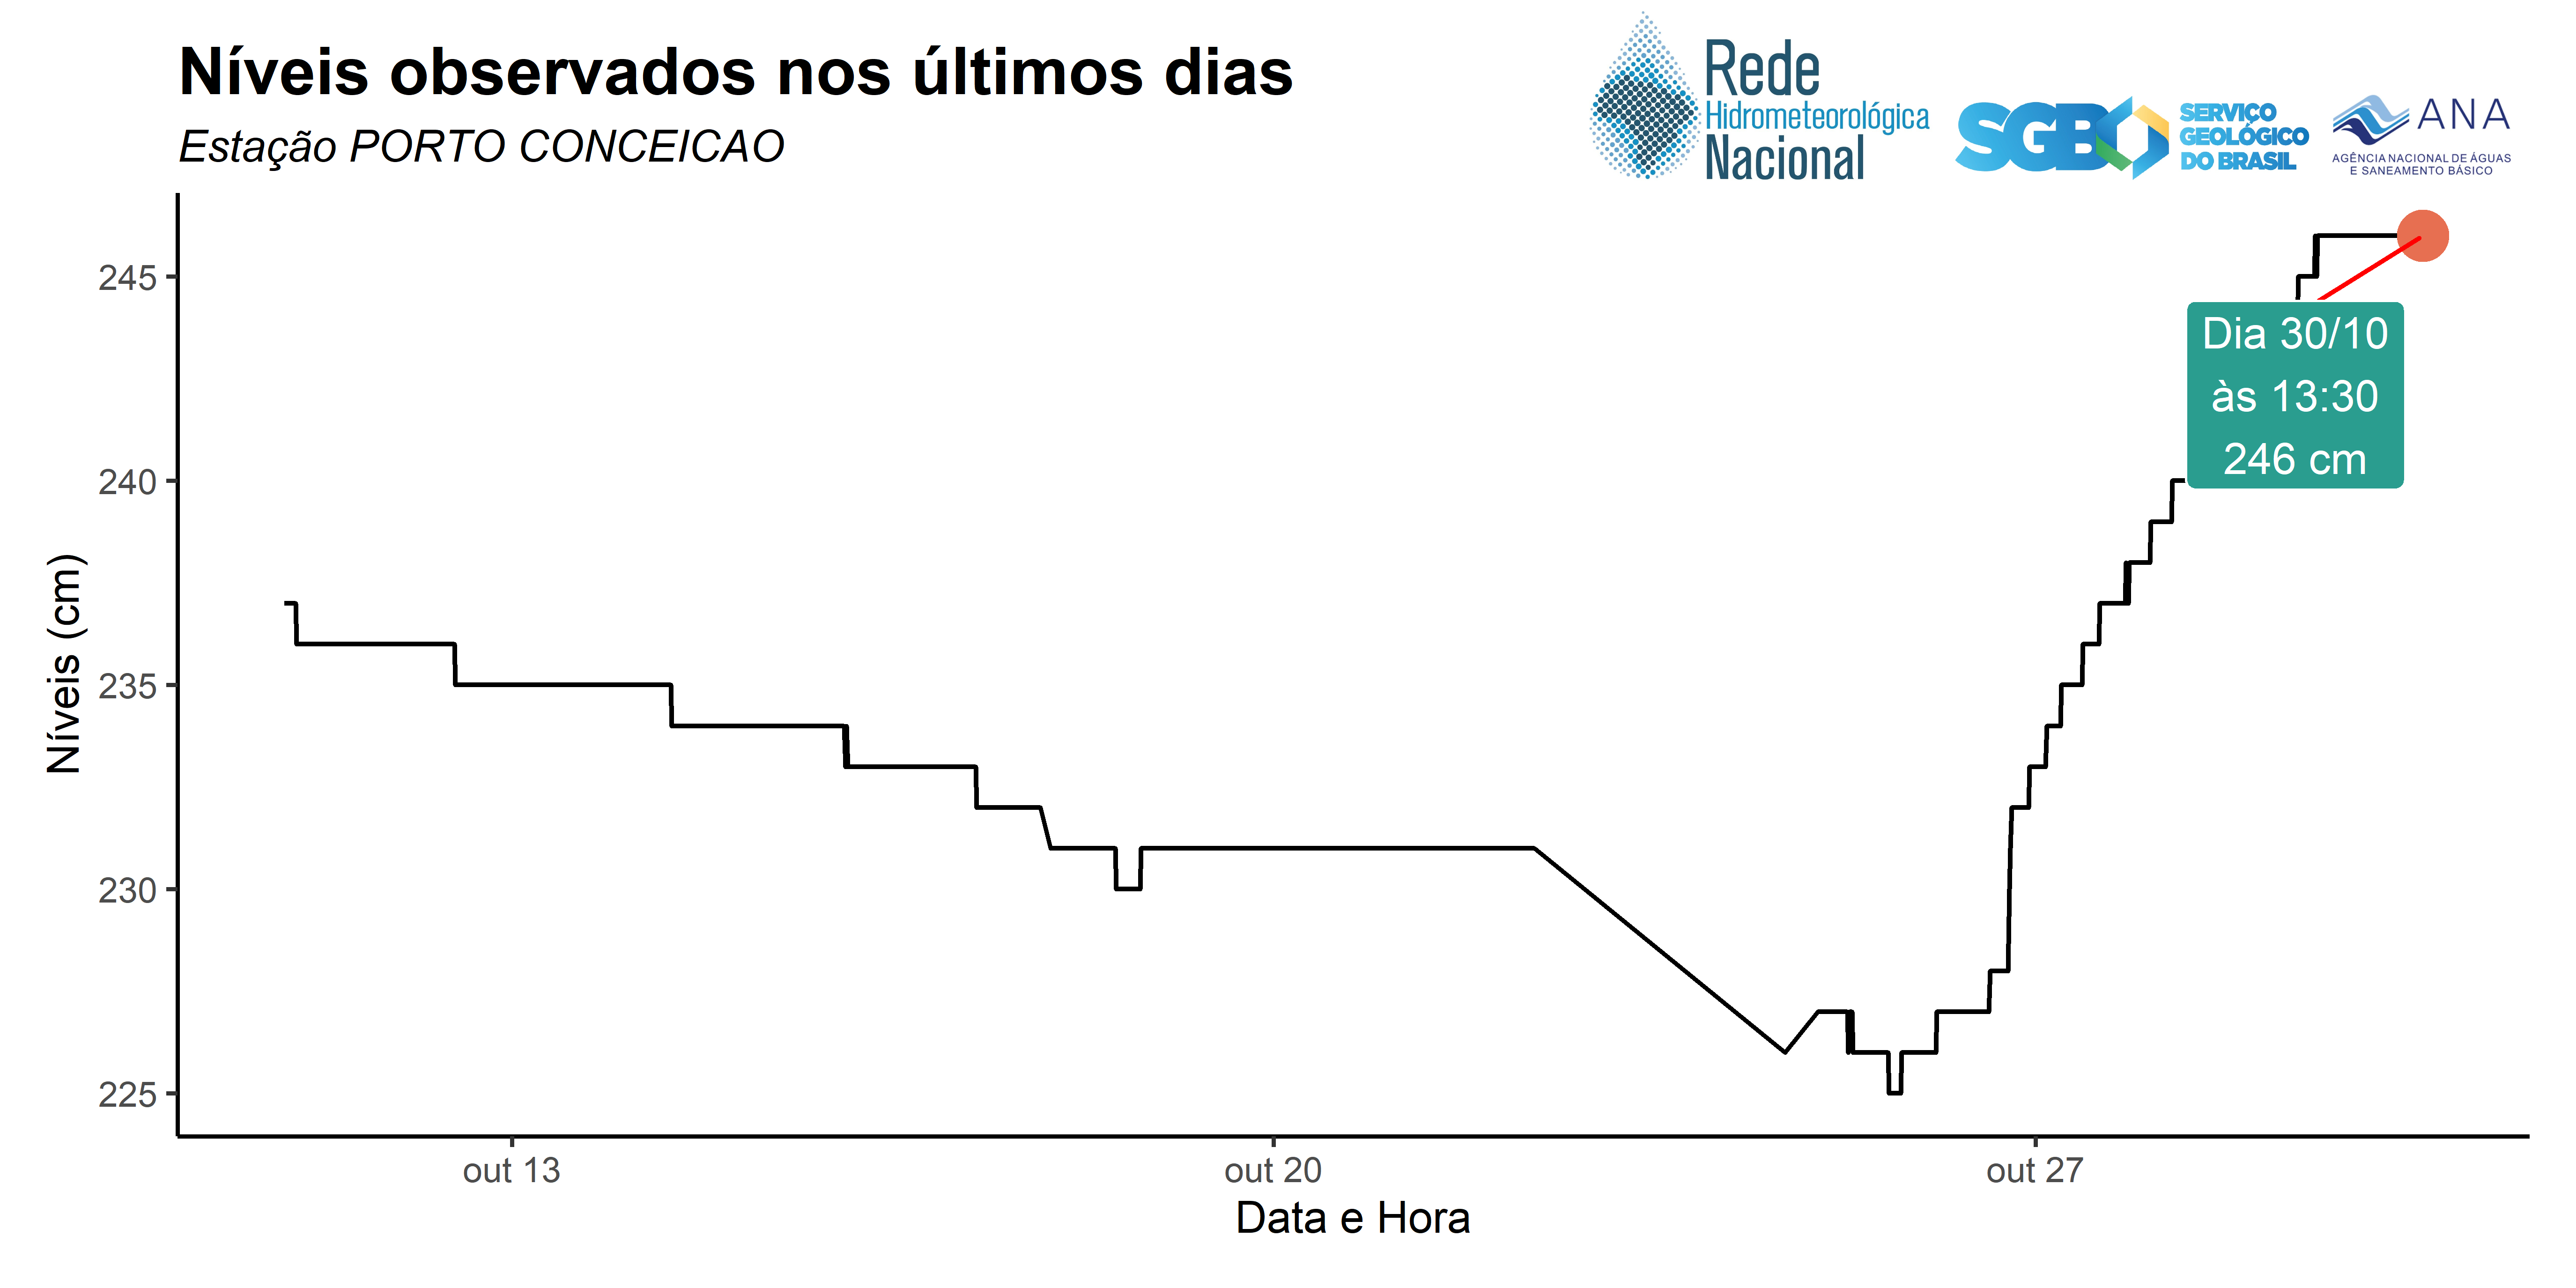 Níveis observados nos últimos dias
Estação PORTO CONCEICAO
Rede
Hidrometeorológica
Nacional
SGB
SERVIÇO
GEOLÓGICO
DO BRASIL
ANA
AGÊNCIA NACIONAL DE ÁGUAS
E SANEAMENTO BÁSICO
245
240
235
230
225
Níveis (cm)
Dia 30/10
às 13:30
246 cm
out 13
out 20
out 27
Data e Hora